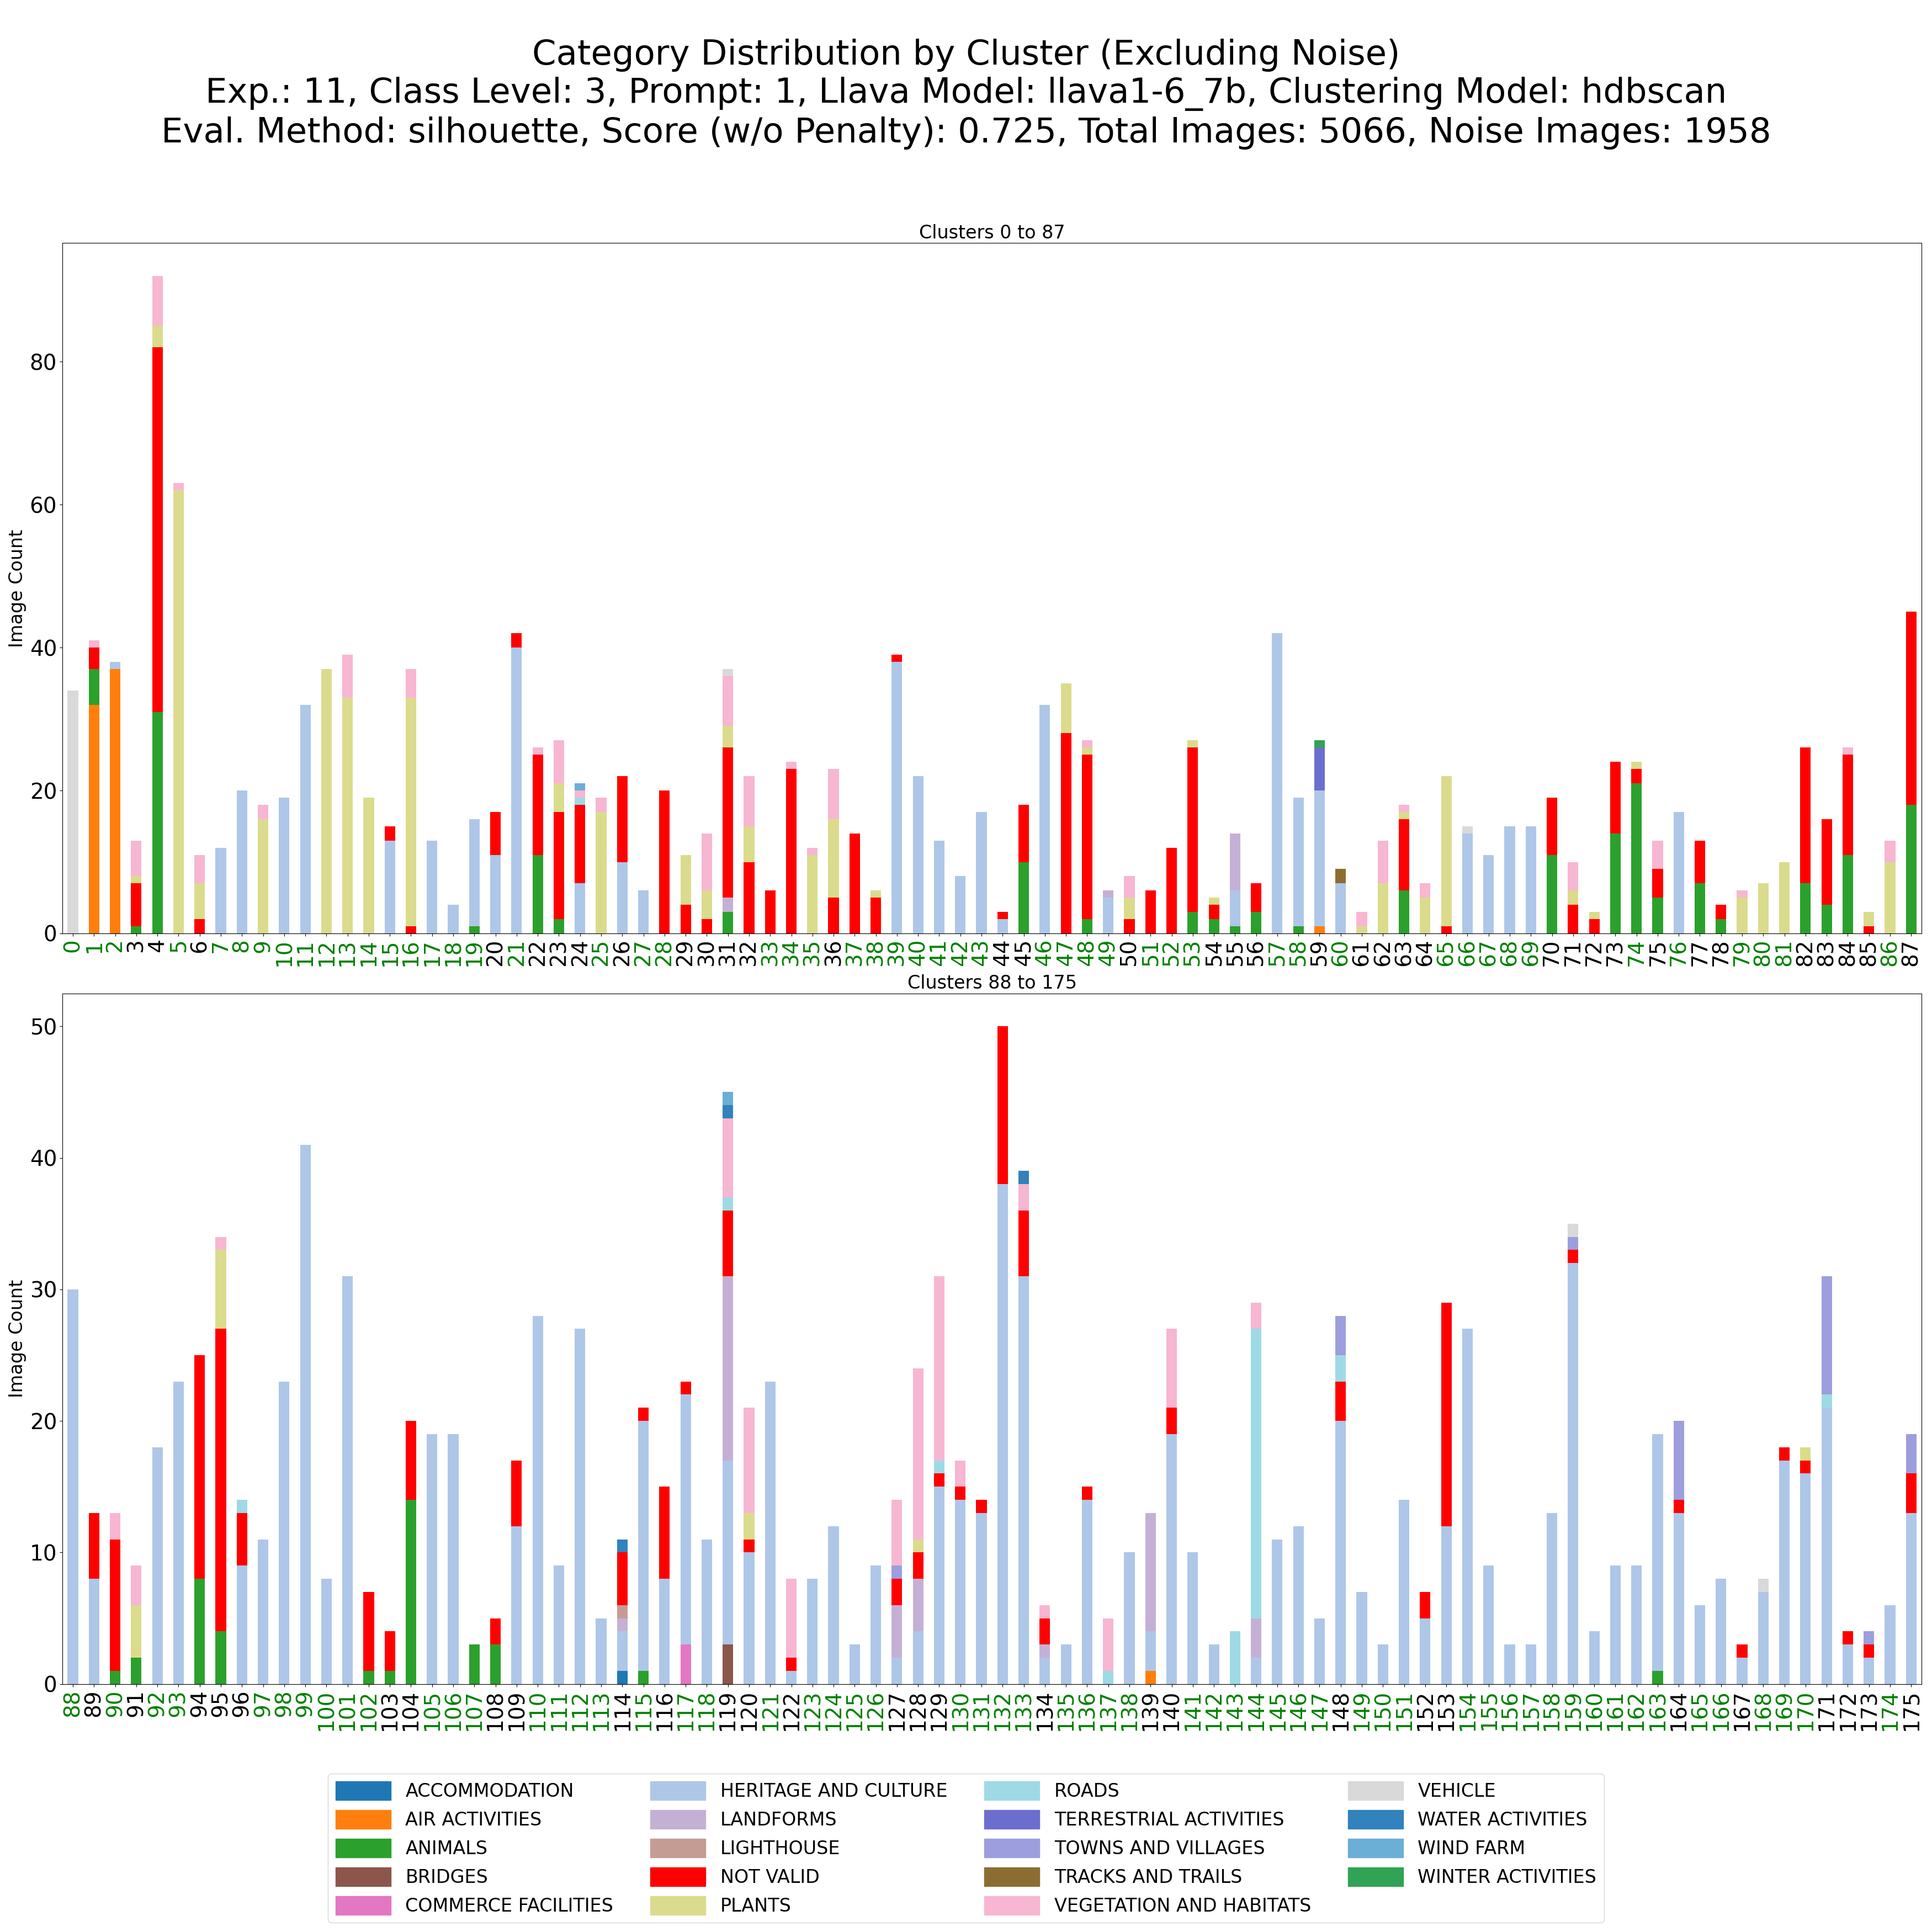 Category Distribution by Cluster (Excluding Noise)
Exp.: 11, Class Level: 3, Prompt: 1, Llava Model: llava1-6_7b, Clustering Model: hdbscan
Eval. Method: silhouette, Score (w/o Penalty): 0.725, Total Images: 5066, Noise Images: 1958
Clusters 0 to 87
Image Count
80
60
40
20
0
0 1 2 3 4 5 6 7 8 9 10 11 12 13 14 15 16 17 18 19 20 21 22 23 24 25 26 27 28 29 30 31 32 33 34 35 36 37 38 39 40 41 42 43 44 45 46 47 48 49 50 51 52 53 54 55 56 57 58 59 60 61 62 63 64 65 66 67 68 69 70 71 72 73 74 75 76 77 78 79 80 81 82 83 84 85 86 87
Clusters 88 to 175
Image Count
50
40
30
20
10
0
88 89 90 91 92 93 94 95 96 97 98 99 100 101 102 103 104 105 106 107 108 109 110 111 112 113 114 115 116 117 118 119 120 121 122 123 124 125 126 127 128 129 130 131 132 133 134 135 136 137 138 139 140 141 142 143 144 145 146 147 148 149 150 151 152 153 154 155 156 157 158 159 160 161 162 163 164 165 166 167 168 169 170 171 172 173 174 175
ACCOMMODATION
AIR ACTIVITIES
ANIMALS
BRIDGES
COMMERCE FACILITIES
HERITAGE AND CULTURE
LANDFORMS
LIGHTHOUSE
NOT VALID
PLANTS
ROADS
TERRESTRIAL ACTIVITIES
TOWNS AND VILLAGES
TRACKS AND TRAILS
VEGETATION AND HABITATS
VEHICLE
WATER ACTIVITIES
WIND FARM
WINTER ACTIVITIES